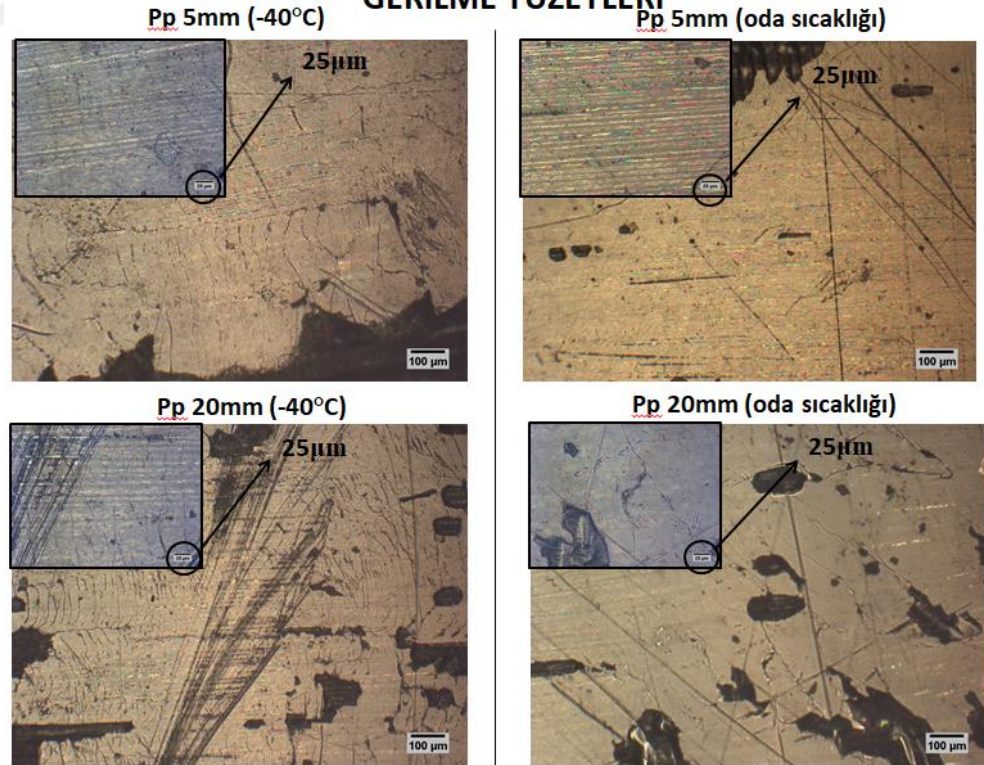 GERİLME YÜZEYLERİ
Pp 5mm (-40°C)
Pp 5mm (oda sıcaklığı)
25µm
25µm
100 µm
100 µm
Pp 20mm (-40°C)
Pp 20mm (oda sıcaklığı)
25µm
25µm
100 µm
100 µm